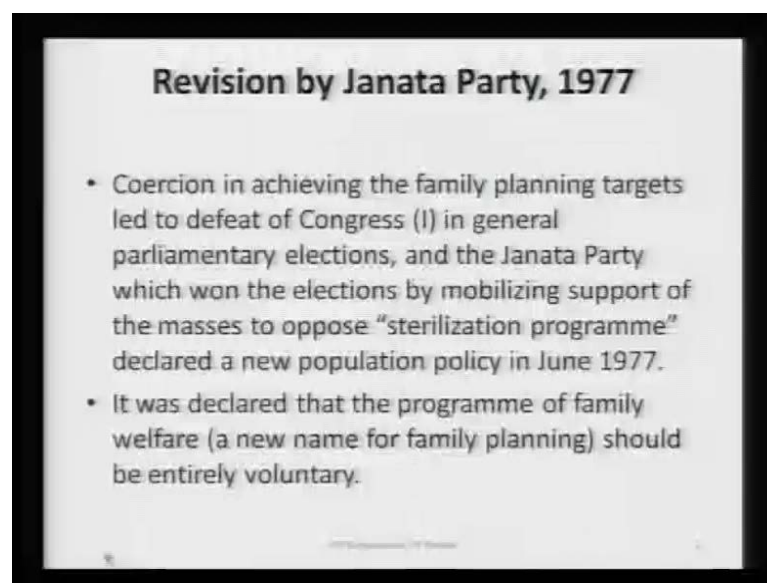 Revision by Janata Party, 1977
• Coercion in achieving the family planning targets
led to defeat of Congress (I) in general
parliamentary elections, and the Janata Party
which won the elections by mobilizing support of
the masses to oppose “sterilization programme”
declared a new population policy in June 1977.
• It was declared that the programme of family
welfare (a new name for family planning) should
be entirely voluntary.